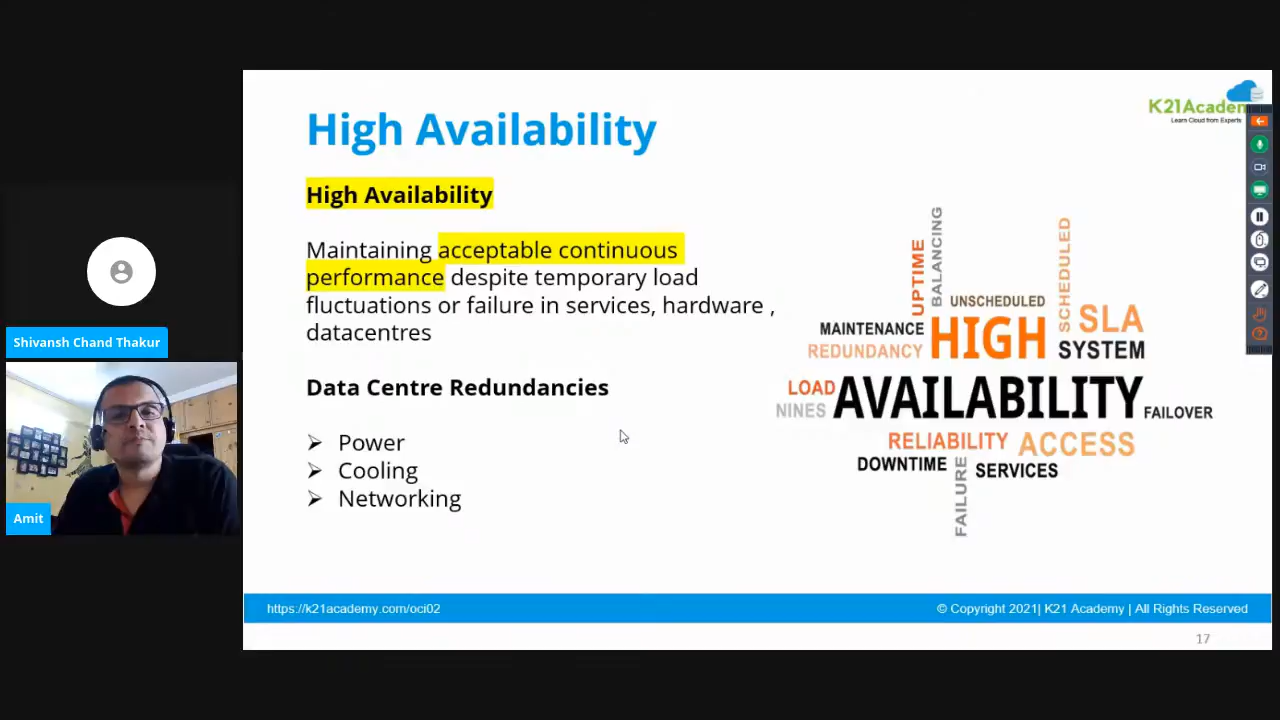 High Availability
K21Academ
Learn Cloud from Experts
High Availability
Maintaining acceptable continuous
performance despite temporary load
fluctuations or failure in services, hardware ,
datacentres
Data Centre Redundancies
Power
Cooling
Networking
UPTIME
BALANCING
SCHEDULED
UNSCHEDULED
MAINTENANCE
HIGH
SLA
REDUNDANCY
SYSTEM
LOAD
NINES
AVAILABILITY
FAILOVER
RELIABILITY
ACCESS
DOWNTIME
FAILURE
SERVICES
Shivansh Chand Thakur
Amit
https://k21academy.com/oci02
© Copyright 2021| K21 Academy | All Rights Reserved
17